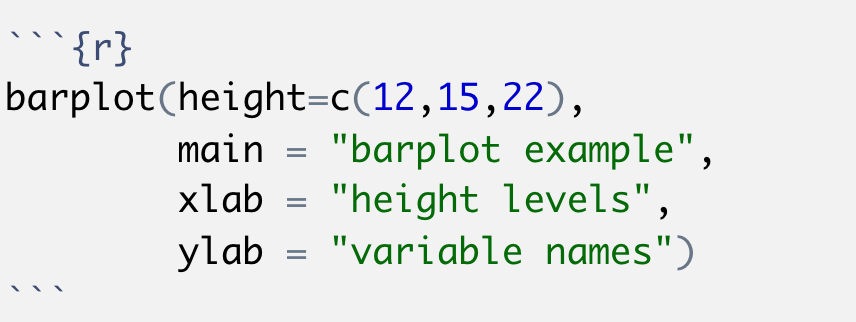 ```{r}
barplot(height=c(12,15,22),
        main = "barplot example",
        xlab = "height levels",
        ylab = "variable names")
```